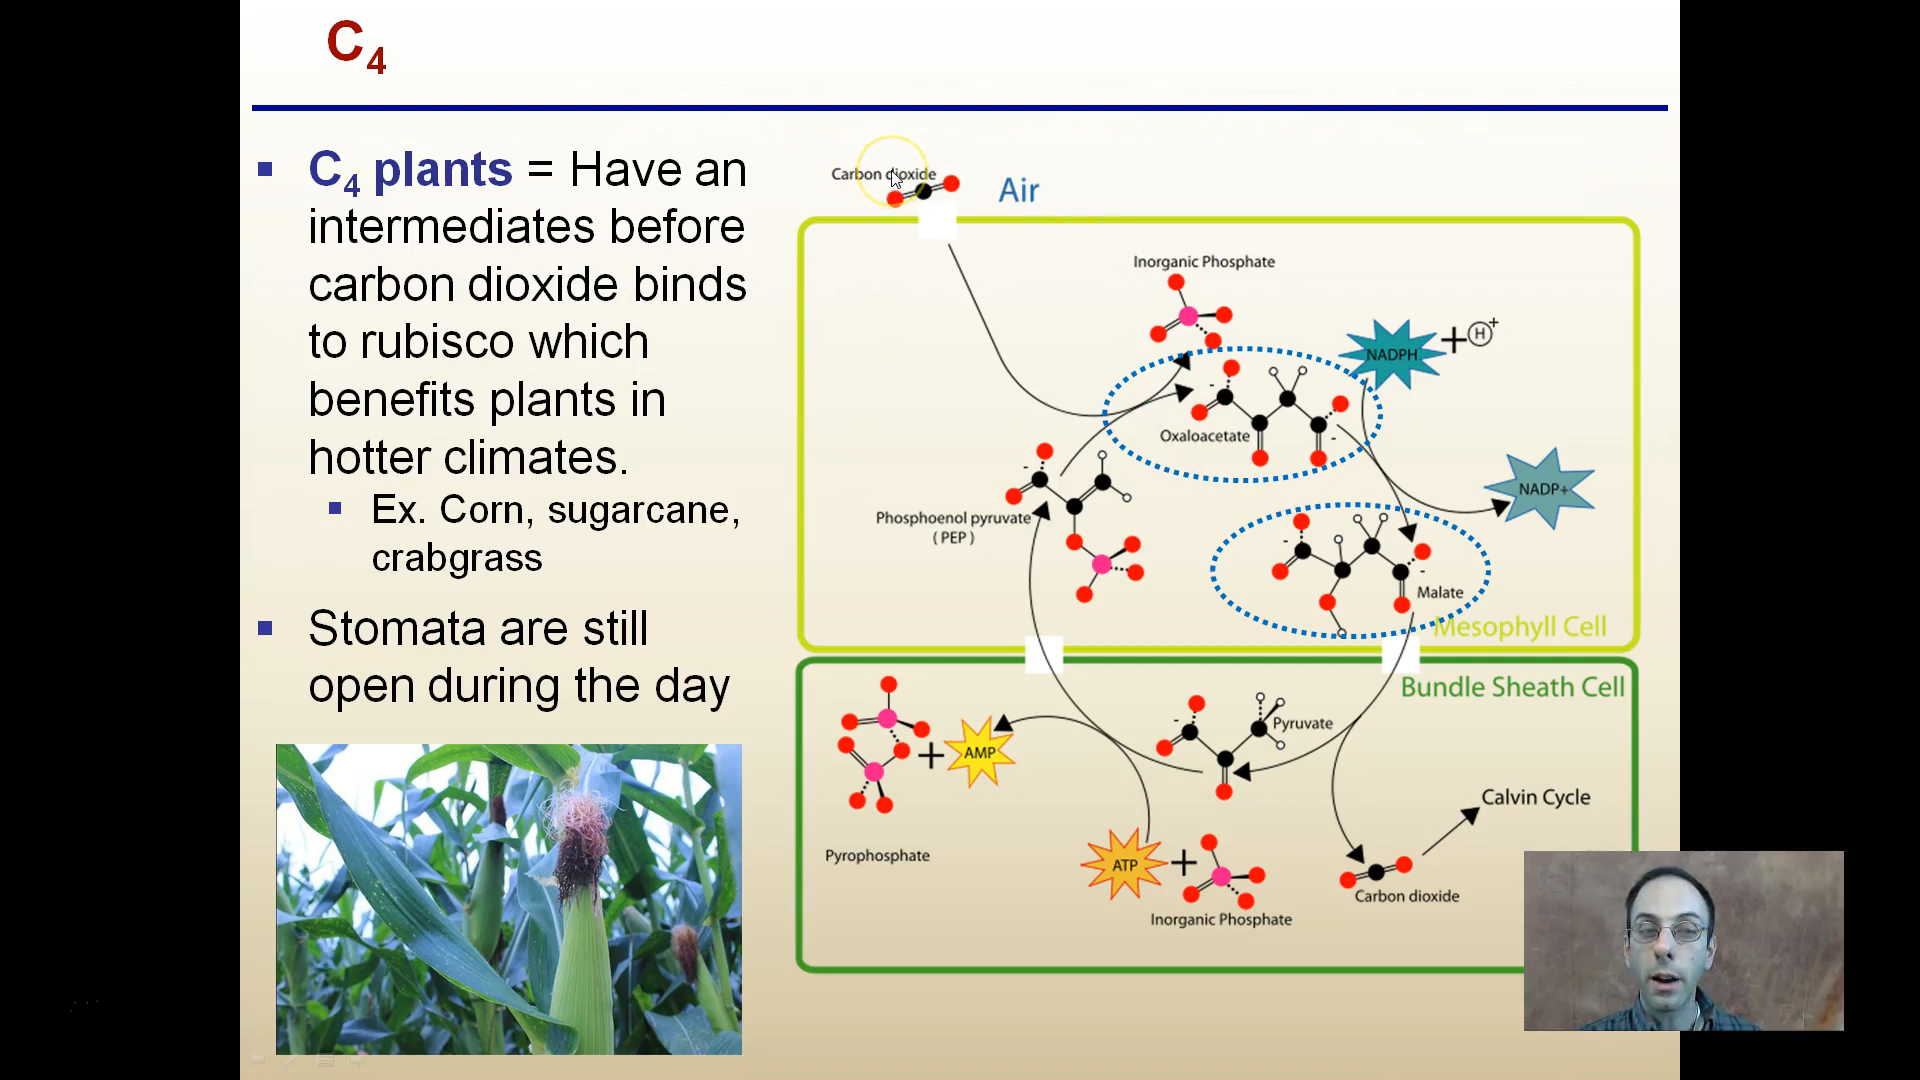 C4
C4 plants = Have an
intermediates before
carbon dioxide binds
to rubisco which
benefits plants in
hotter climates.
Ex. Corn, sugarcane,
crabgrass
Stomata are still
open during the day
Carbon dioxide
Air
Inorganic Phosphate
NADPH
+ H+
Oxaloacetate
-
-
NADP+
Phosphoenol pyruvate
( PEP )
-
-
-
Malate
Mesophyll Cell
Bundle Sheath Cell
-
Pyruvate
+
AMP
Calvin Cycle
Pyrophosphate
ATP
+
Carbon dioxide
Inorganic Phosphate